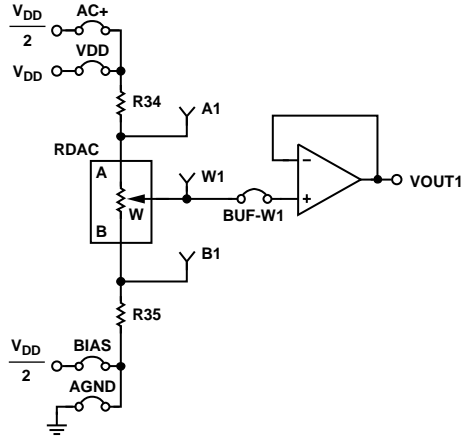 V_DD/2
AC+
VDD
V_DD
R34
A1
RDAC
A
W1
W
B
−
+
VOUT1
BUF-W1
B1
R35
V_DD/2
BIAS
AGND